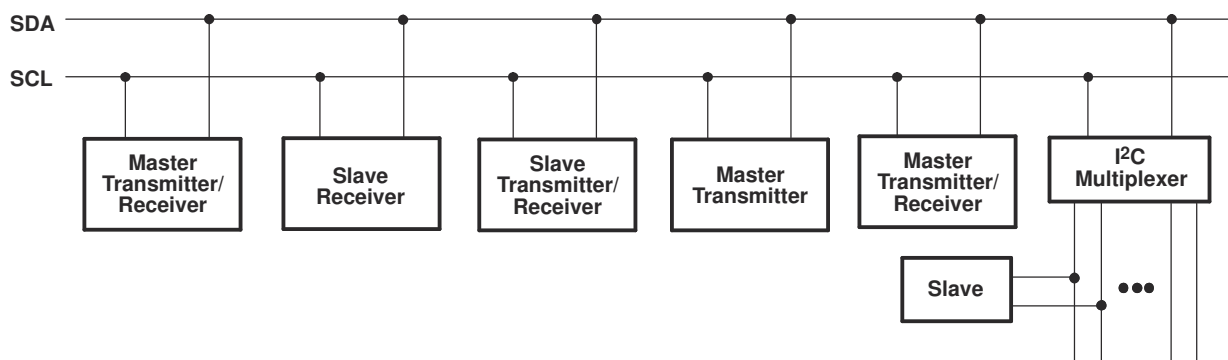 SDA
SCL
Master
Transmitter/
Receiver
Slave
Receiver
Slave
Transmitter/
Receiver
Master
Transmitter
Master
Transmitter/
Receiver
I²C
Multiplexer
Slave